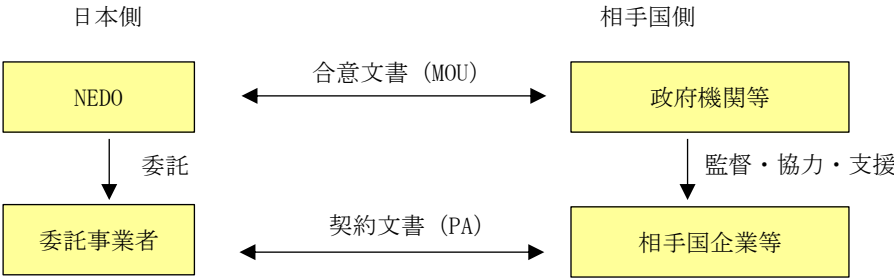 日本側
相手国側
合意文書 (MOU)
NEDO
政府機関等
委託
監督・協力・支援
契約文書 (PA)
委託事業者
相手国企業等